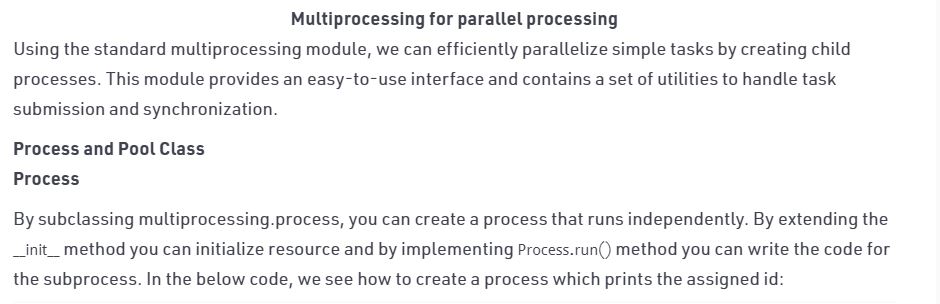 Multiprocessing for parallel processing
Using the standard multiprocessing module, we can efficiently parallelize simple tasks by creating child
processes. This module provides an easy-to-use interface and contains a set of utilities to handle task
submission and synchronization.
Process and Pool Class
Process
By subclassing multiprocessing.process, you can create a process that runs independently. By extending the
__init__ method you can initialize resource and by implementing Process.run() method you can write the code for
the subprocess. In the below code, we see how to create a process which prints the assigned id: